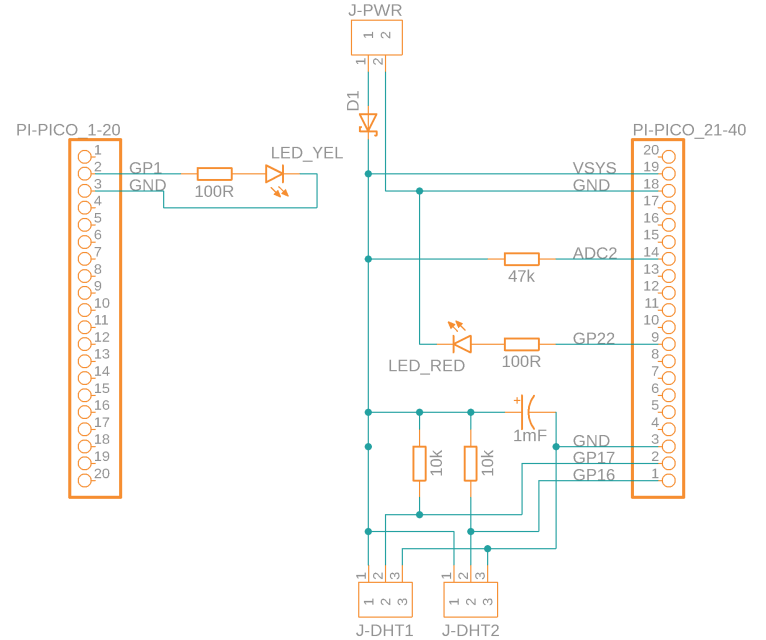 J-PWR
1 2
1 2
D1
PI-PICO_1-20
PI-PICO_21-40
LED_YEL
1
2 GP1
3 GND
100R
4
5
6
7
8
9
10
11
12
13
14
15
16
17
18
19
20
20
VSYS 19
GND 18
17
16
15
ADC2 14
47k
13
12
11
10
GP22 9
LED_RED
100R
8
7
6
5
4
+
1mF
GND 3
GP17 2
GP16 1
10k
10k
1 2 3
1 2 3
1 2 3
1 2 3
J-DHT1
J-DHT2